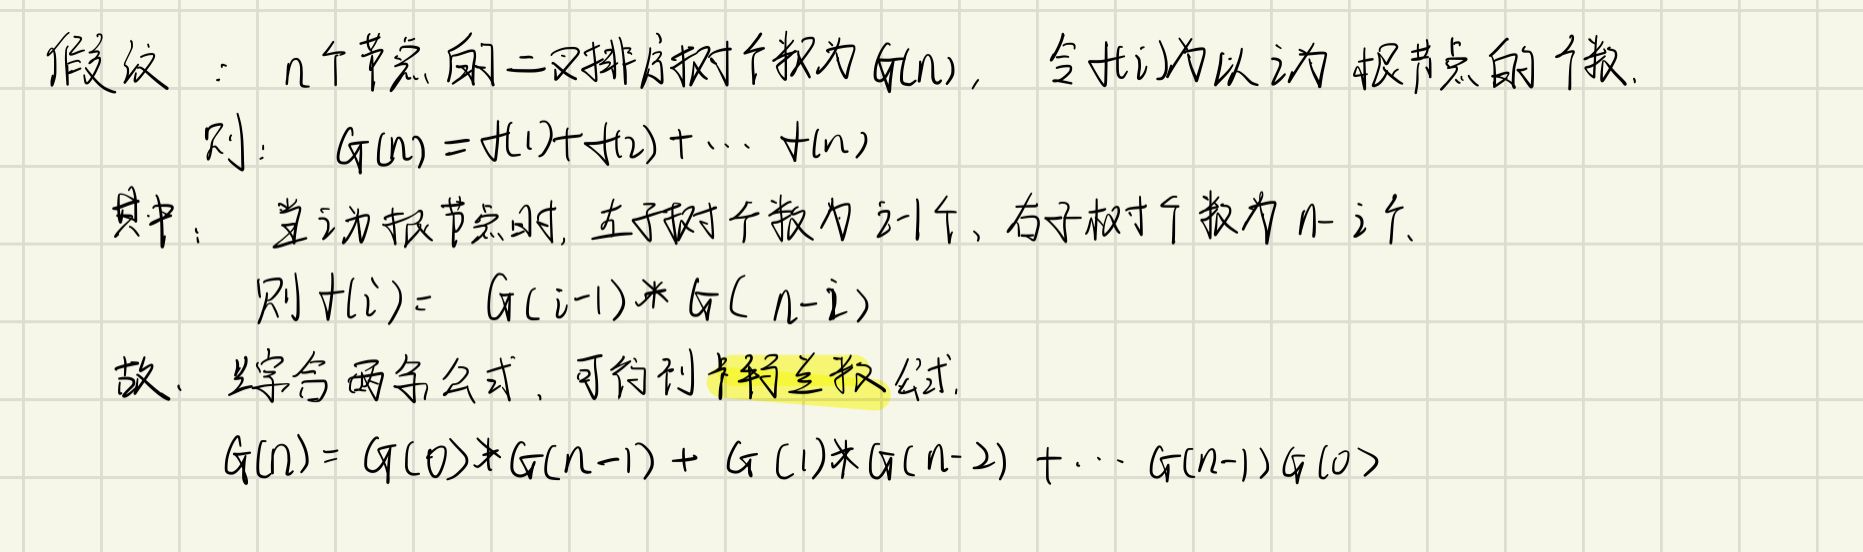 假设: n个节点的二叉排序树个数为G(n), 令f(i)为以i为根节点的个数.
则: G(n) = f(1)+f(2)+… f(n)
其中: 当i为根节点时, 左子树个数为 i-1个、右子树个数为 n-i个、
则 f(i) = G(i-1) * G(n-i)
故、综合两条公式、可得到卡特兰数公式.
G(n) = G(0)*G(n-1) + G(1)*G(n-2) +… G(n-1)G(0)